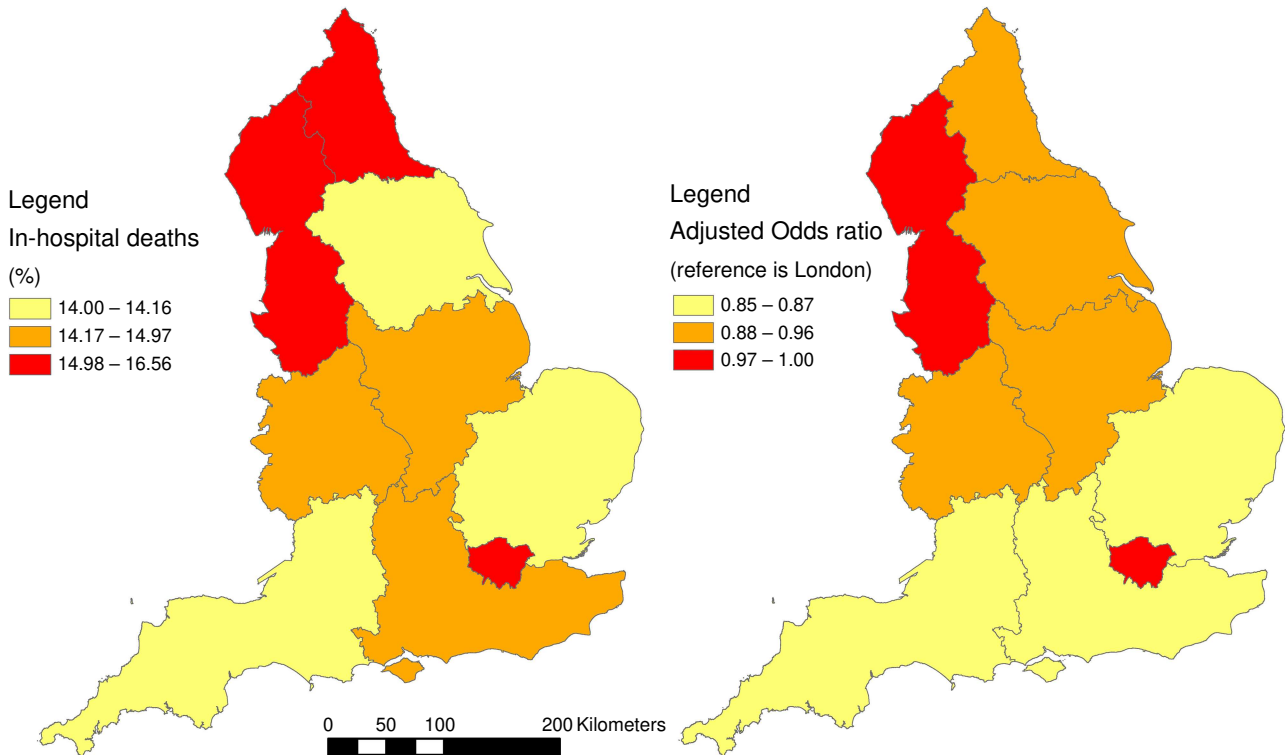 Legend
In-hospital deaths
(%)
14.00 – 14.16
14.17 – 14.97
14.98 – 16.56
Legend
Adjusted Odds ratio
(reference is London)
0.85 – 0.87
0.88 – 0.96
0.97 – 1.00
0 50 100 200 Kilometers